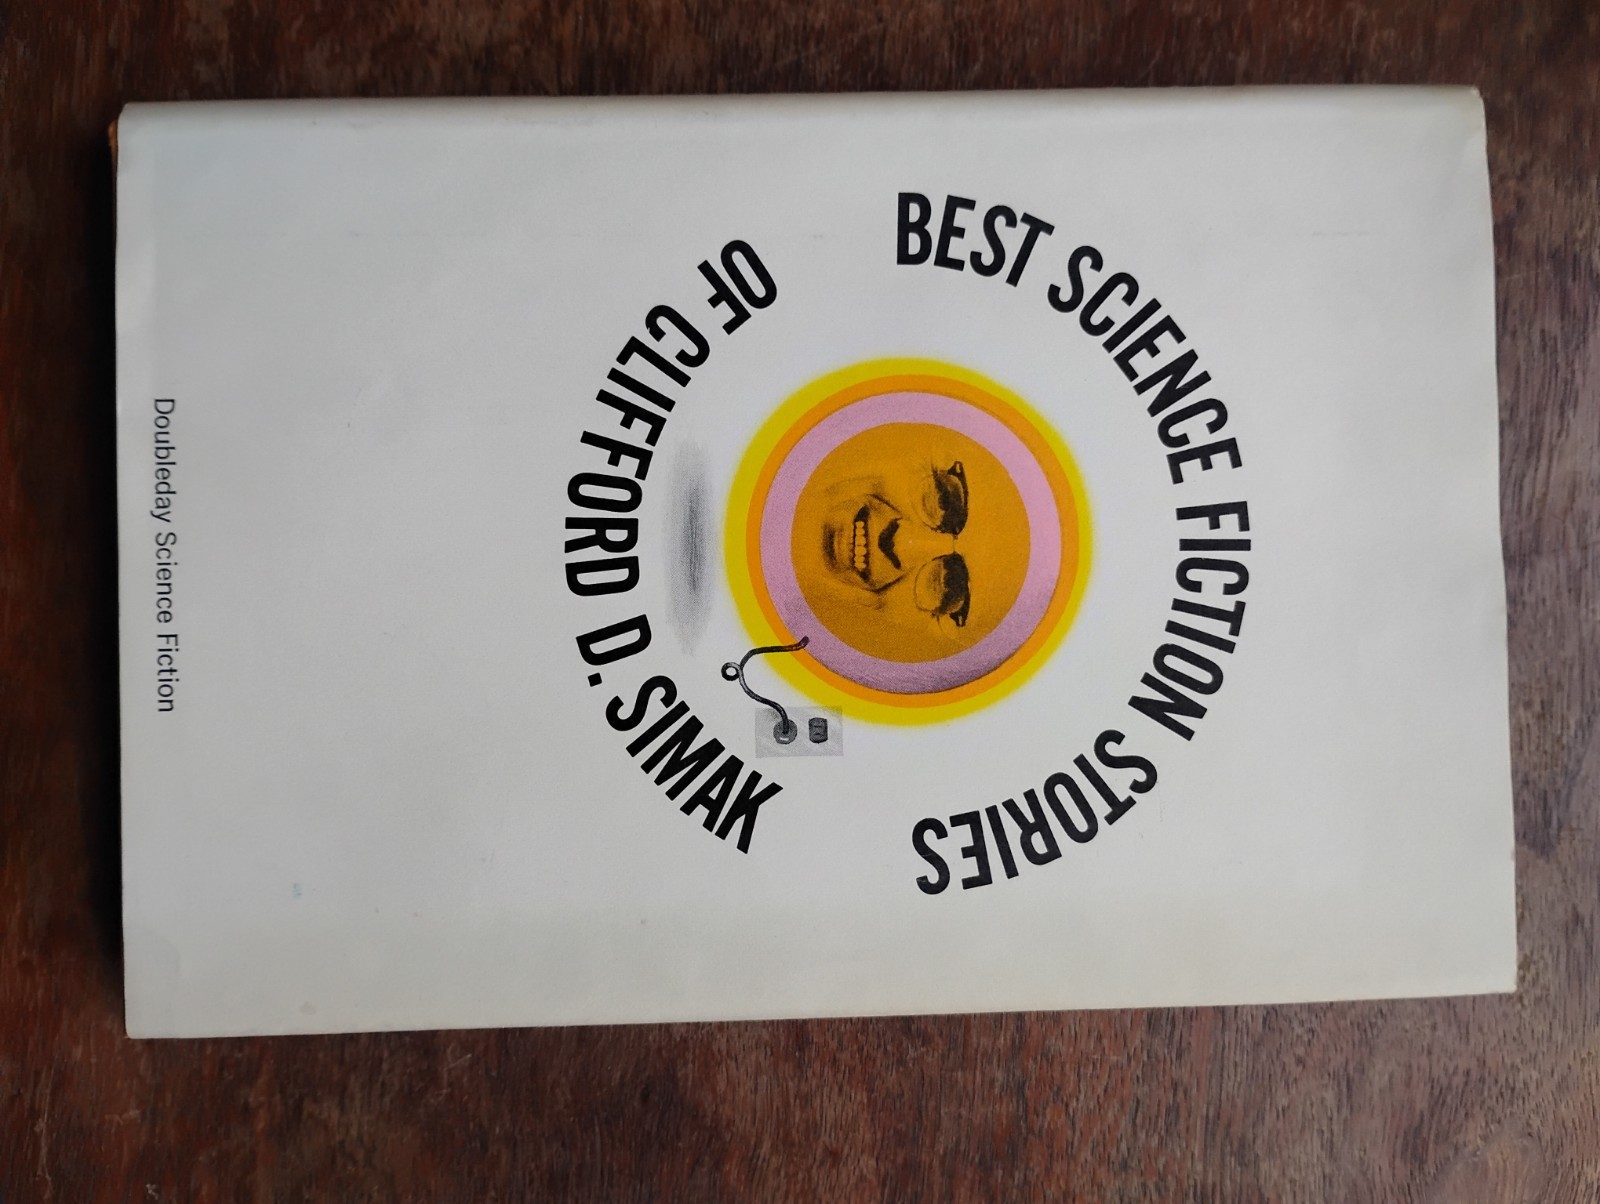 BEST SCIENCE FICTION STORIES
OF CLIFFORD D. SIMAK
Doubleday Science Fiction